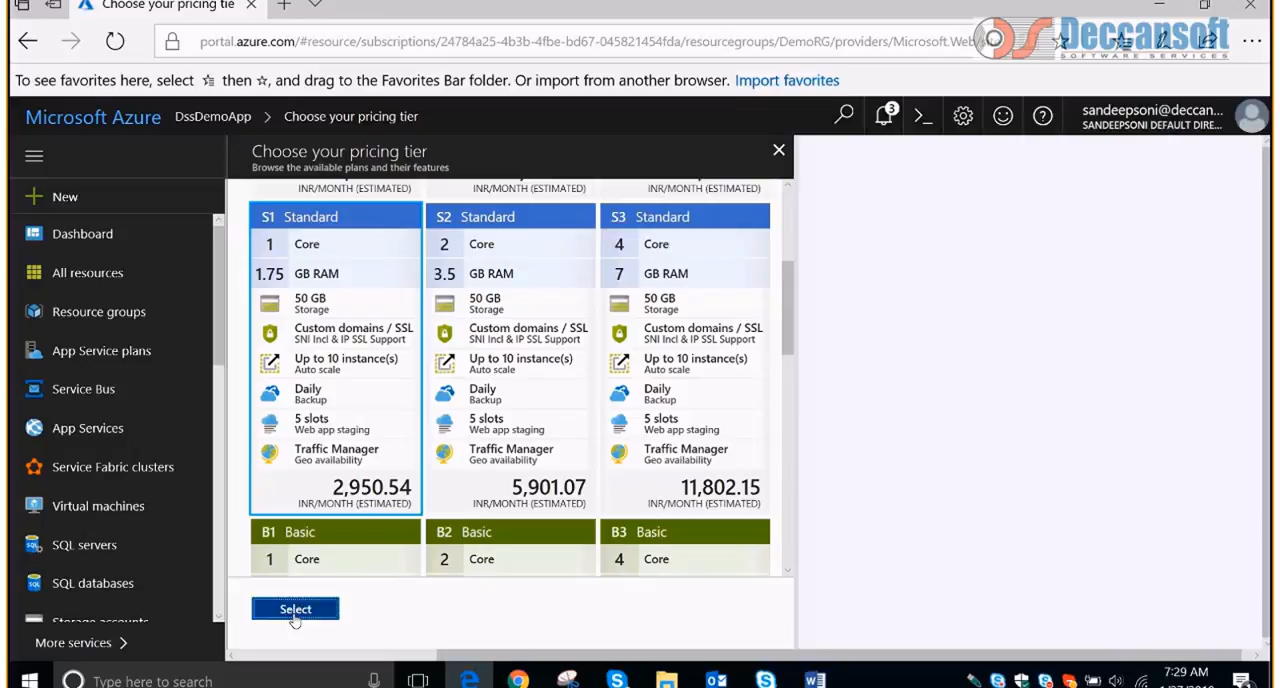 Choose your pricing tie
portal.azure.com/#resource/subscriptions/24784a25-4b3b-4fbe-bd67-045821454fda/resourcegroups/DemoRG/providers/Microsoft.Web/
Deccansoft
SOFTWARE SERVICES
To see favorites here, select then, and drag to the Favorites Bar folder. Or import from another browser. Import favorites
Microsoft Azure DssDemoApp > Choose your pricing tier
3
sandeepsoni@deccan...
SANDEEPSONI DEFAULT DIRE...
Choose your pricing tier
Browse the available plans and their features
New
Dashboard
All resources
Resource groups
App Service plans
Service Bus
App Services
Service Fabric clusters
Virtual machines
SQL servers
SQL databases
Storage accounts
More services >
INR/MONTH (ESTIMATED) INR/MONTH (ESTIMATED) INR/MONTH (ESTIMATED)
S1 Standard
1 Core
1.75 GB RAM
50 GB
Storage
Custom domains / SSL
SNI Incl & IP SSL Support
Up to 10 instance(s)
Auto scale
Daily
Backup
5 slots
Web app staging
Traffic Manager
Geo availability
2,950.54
INR/MONTH (ESTIMATED)
S2 Standard
2 Core
3.5 GB RAM
50 GB
Storage
Custom domains / SSL
SNI Incl & IP SSL Support
Up to 10 instance(s)
Auto scale
Daily
Backup
5 slots
Web app staging
Traffic Manager
Geo availability
5,901.07
INR/MONTH (ESTIMATED)
S3 Standard
4 Core
7 GB RAM
50 GB
Storage
Custom domains / SSL
SNI Incl & IP SSL Support
Up to 10 instance(s)
Auto scale
Daily
Backup
5 slots
Web app staging
Traffic Manager
Geo availability
11,802.15
INR/MONTH (ESTIMATED)
B1 Basic
1 Core
B2 Basic
2 Core
B3 Basic
4 Core
Select
Type here to search
7:29 AM